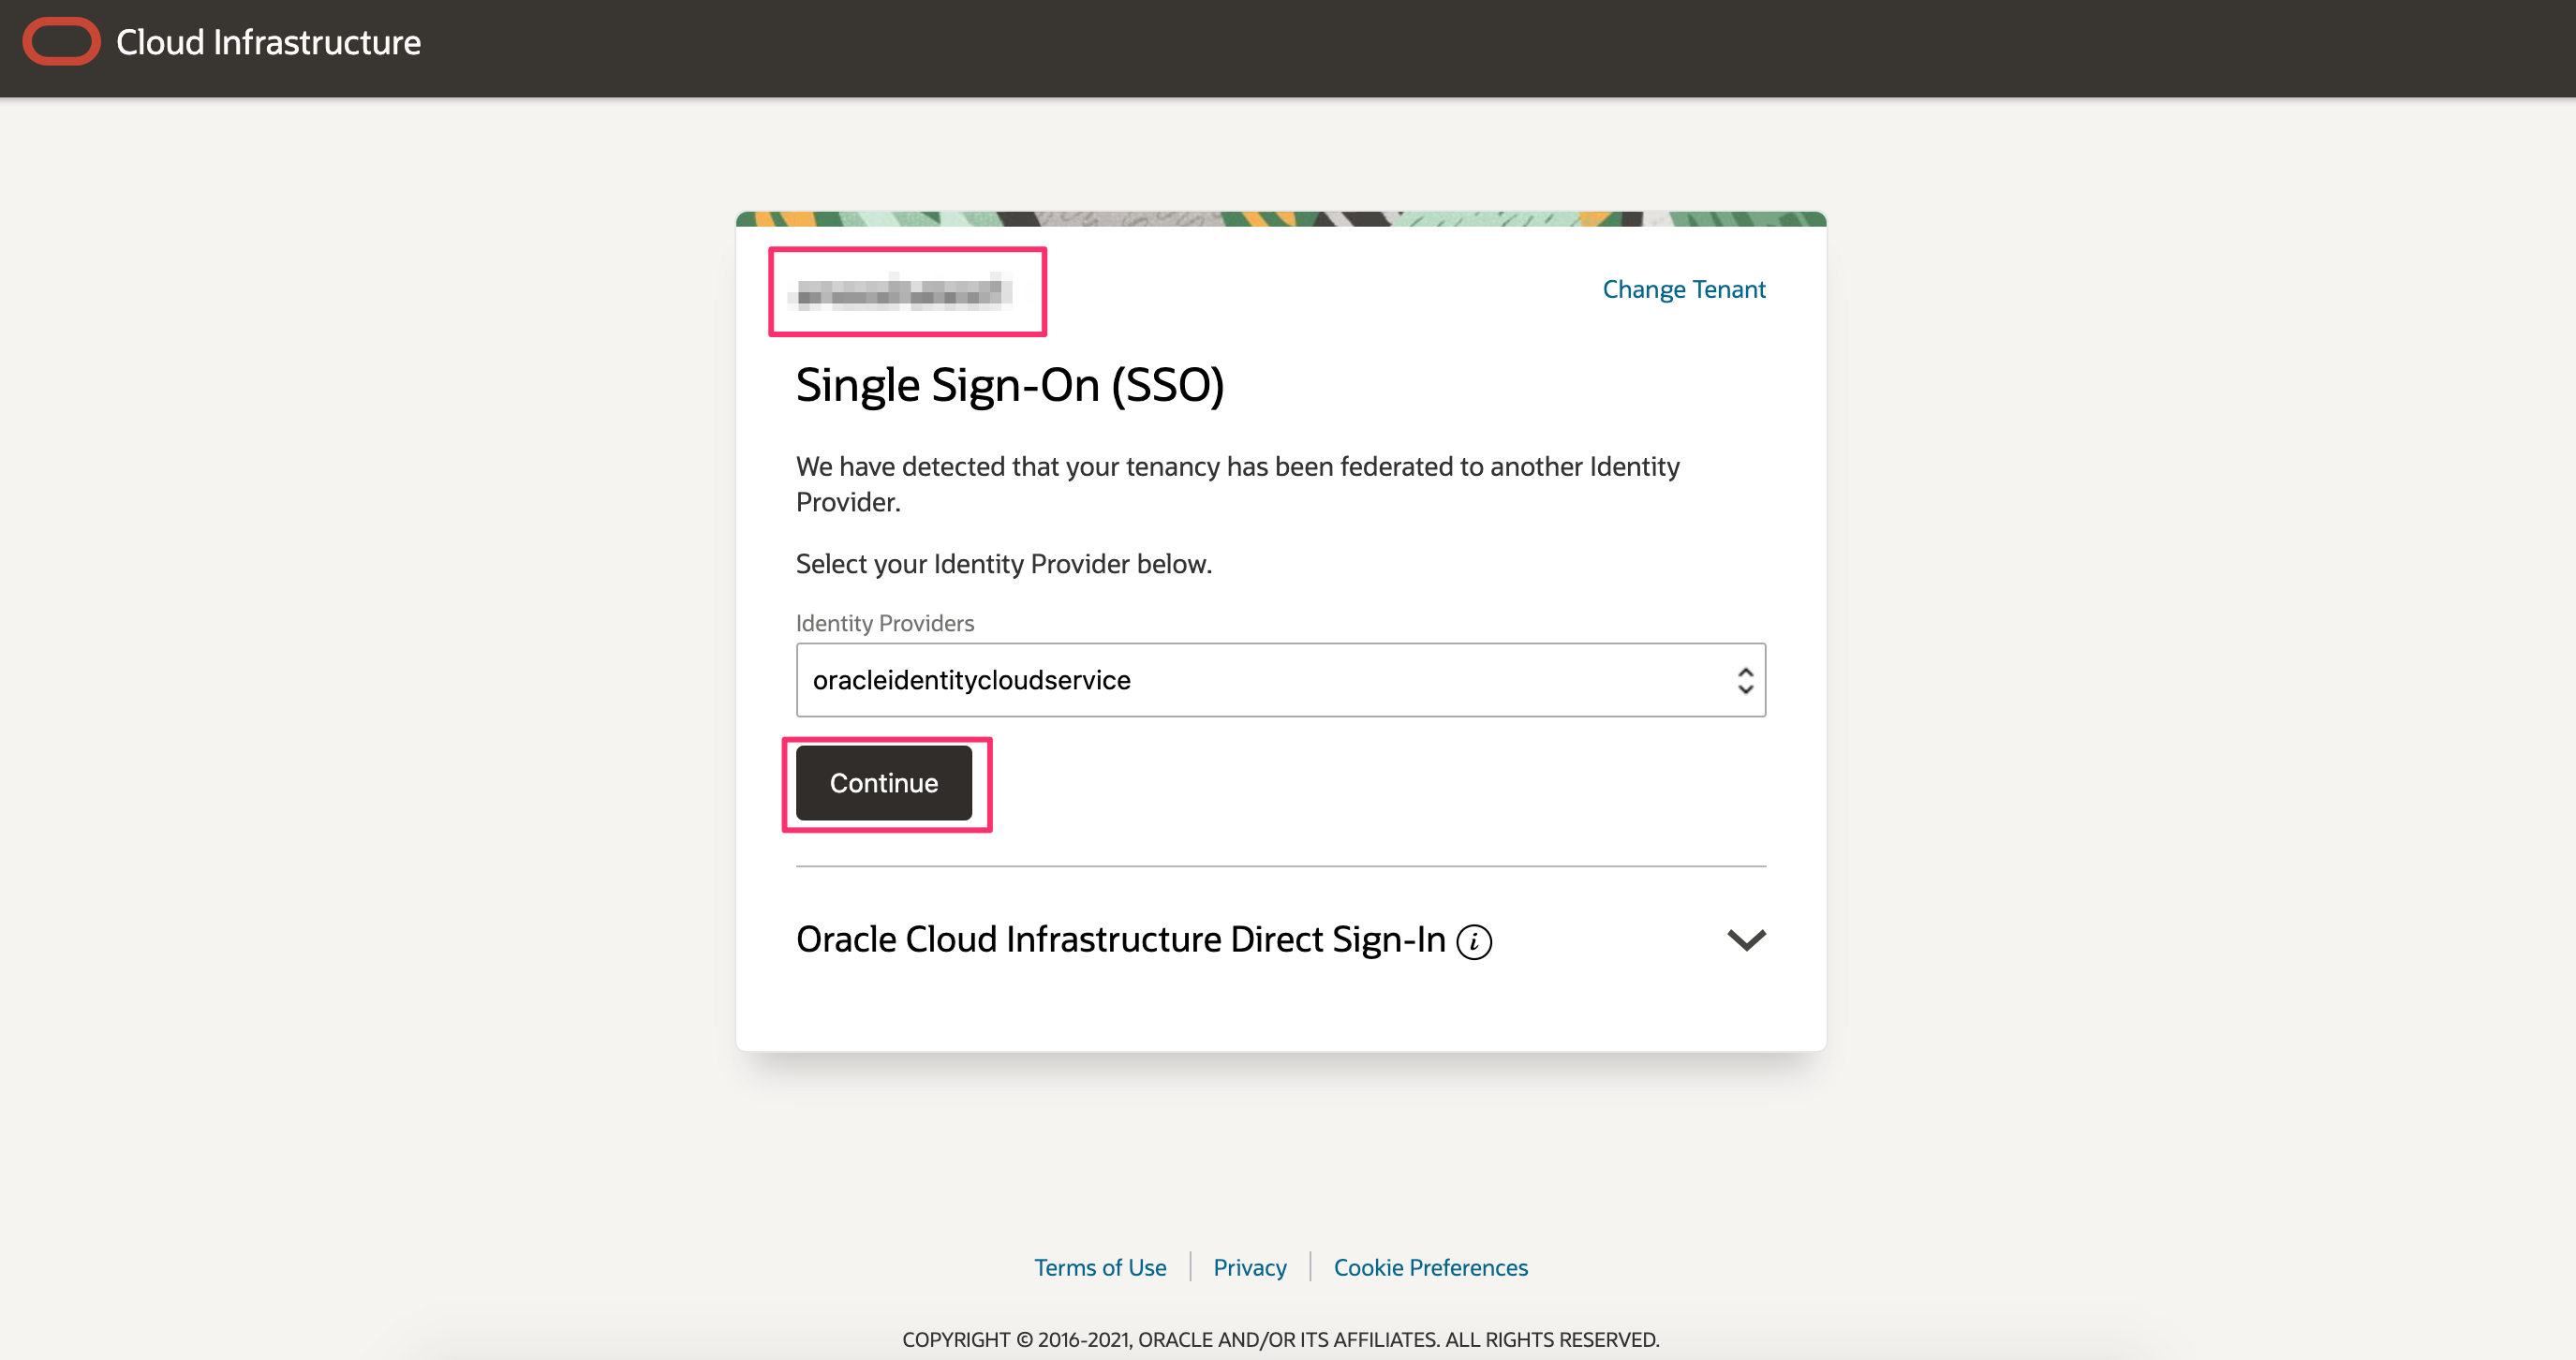 Cloud Infrastructure
Change Tenant
Single Sign-On (SSO)
We have detected that your tenancy has been federated to another Identity
Provider.
Select your Identity Provider below.
Identity Providers
oracleidentitycloudservice
Continue
Oracle Cloud Infrastructure Direct Sign-In i
Terms of Use | Privacy | Cookie Preferences
COPYRIGHT © 2016-2021, ORACLE AND/OR ITS AFFILIATES. ALL RIGHTS RESERVED.